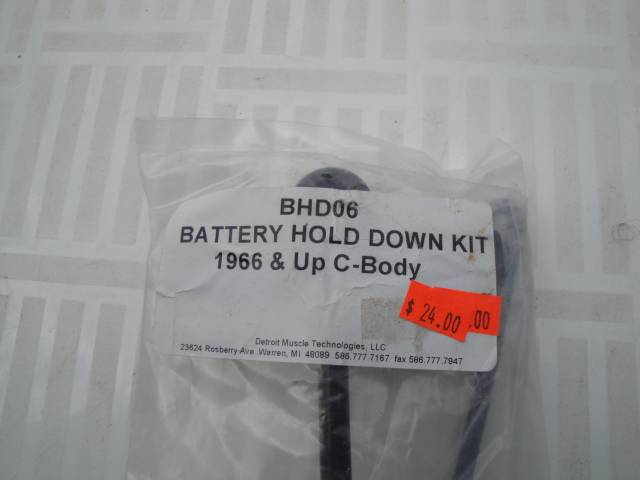 BHD06
BATTERY HOLD DOWN KIT
1966 & Up C-Body
$ 24.00
.00
Detroit Muscle Technologies, LLC
23624 Rosberry Ave Warren, MI 48089 586.777.7167 fax 586.777.7947